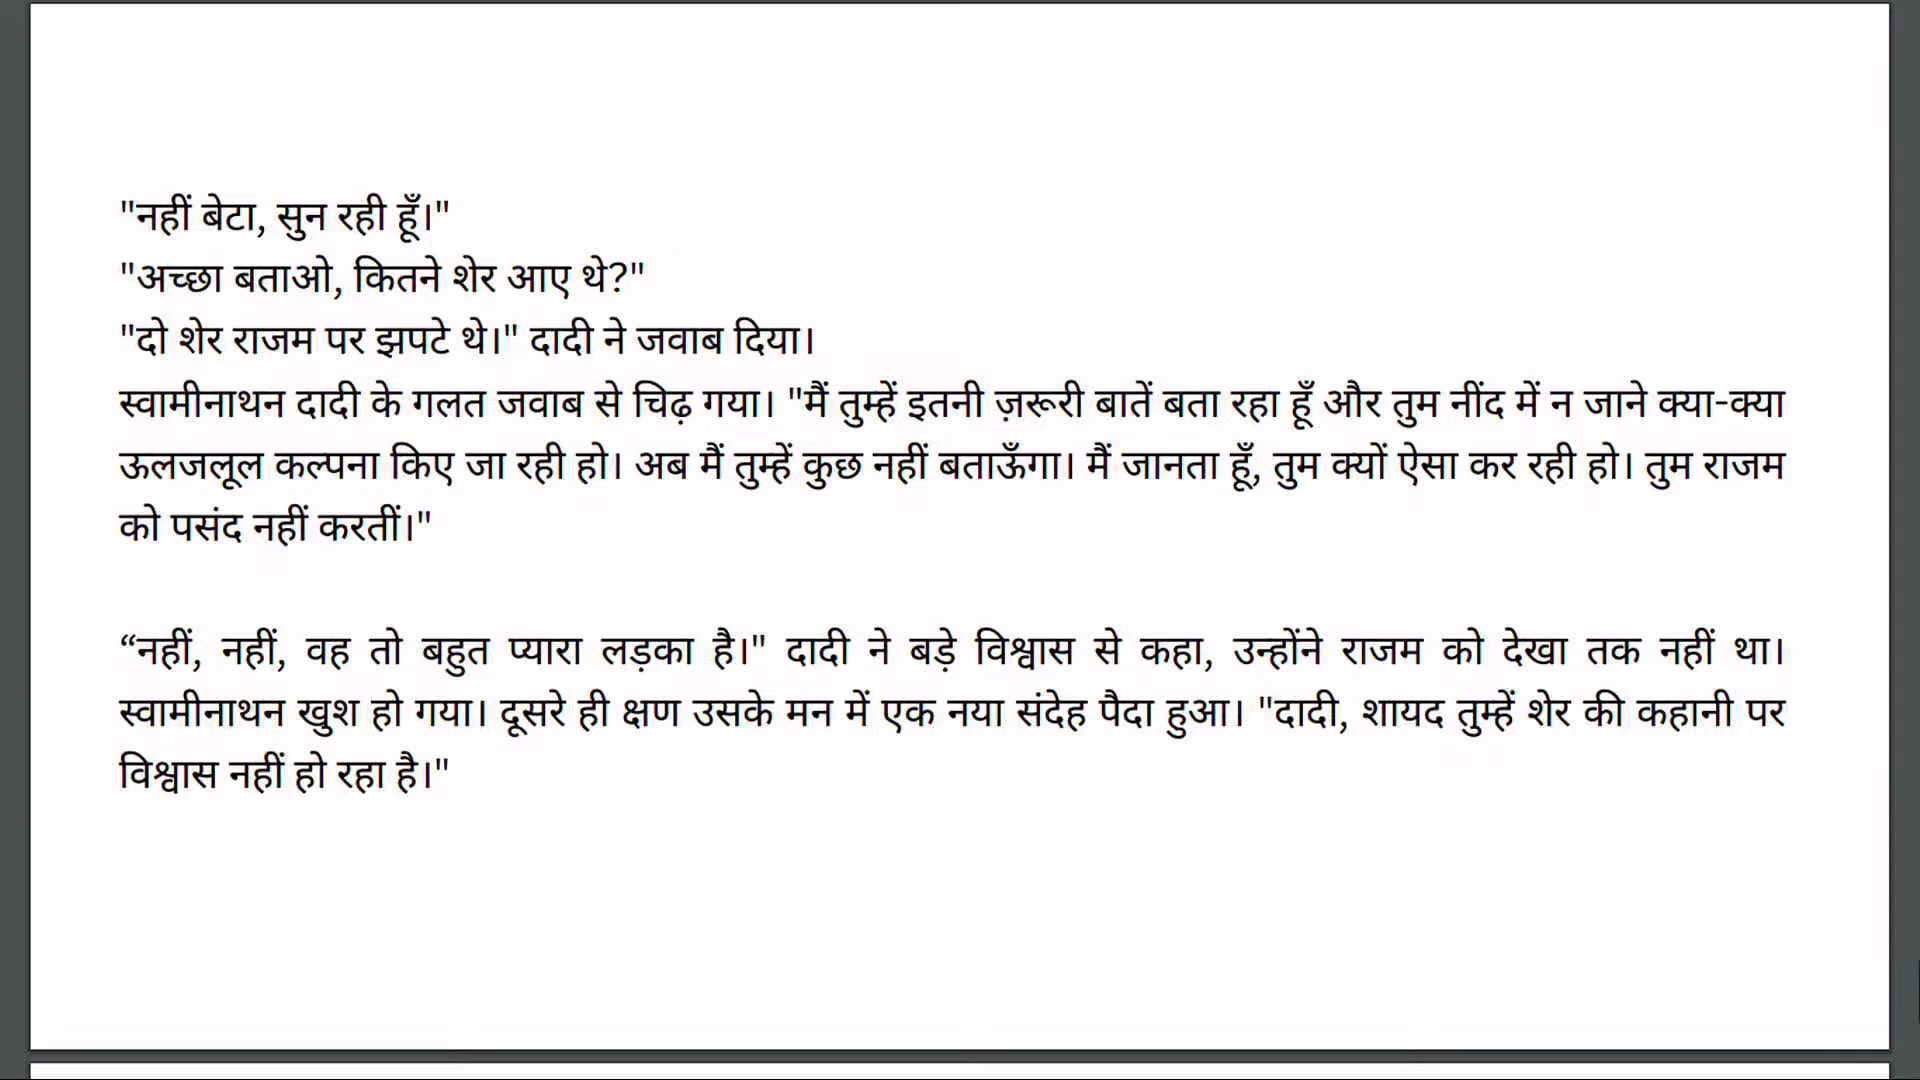 "नहीं बेटा, सुन रही हूँ।"
"अच्छा बताओ, कितने शेर आए थे?"
"दो शेर राजम पर झपटे थे।" दादी ने जवाब दिया।
स्वामीनाथन दादी के गलत जवाब से चिढ़ गया। "मैं तुम्हें इतनी ज़रूरी बातें बता रहा हूँ और तुम नींद में न जाने क्या-क्या
ऊलजलूल कल्पना किए जा रही हो। अब मैं तुम्हें कुछ नहीं बताऊँगा। मैं जानता हूँ, तुम क्यों ऐसा कर रही हो। तुम राजम
को पसंद नहीं करतीं।"
“नहीं, नहीं, वह तो बहुत प्यारा लड़का है।" दादी ने बड़े विश्वास से कहा, उन्होंने राजम को देखा तक नहीं था।
स्वामीनाथन खुश हो गया। दूसरे ही क्षण उसके मन में एक नया संदेह पैदा हुआ। "दादी, शायद तुम्हें शेर की कहानी पर
विश्वास नहीं हो रहा है।"